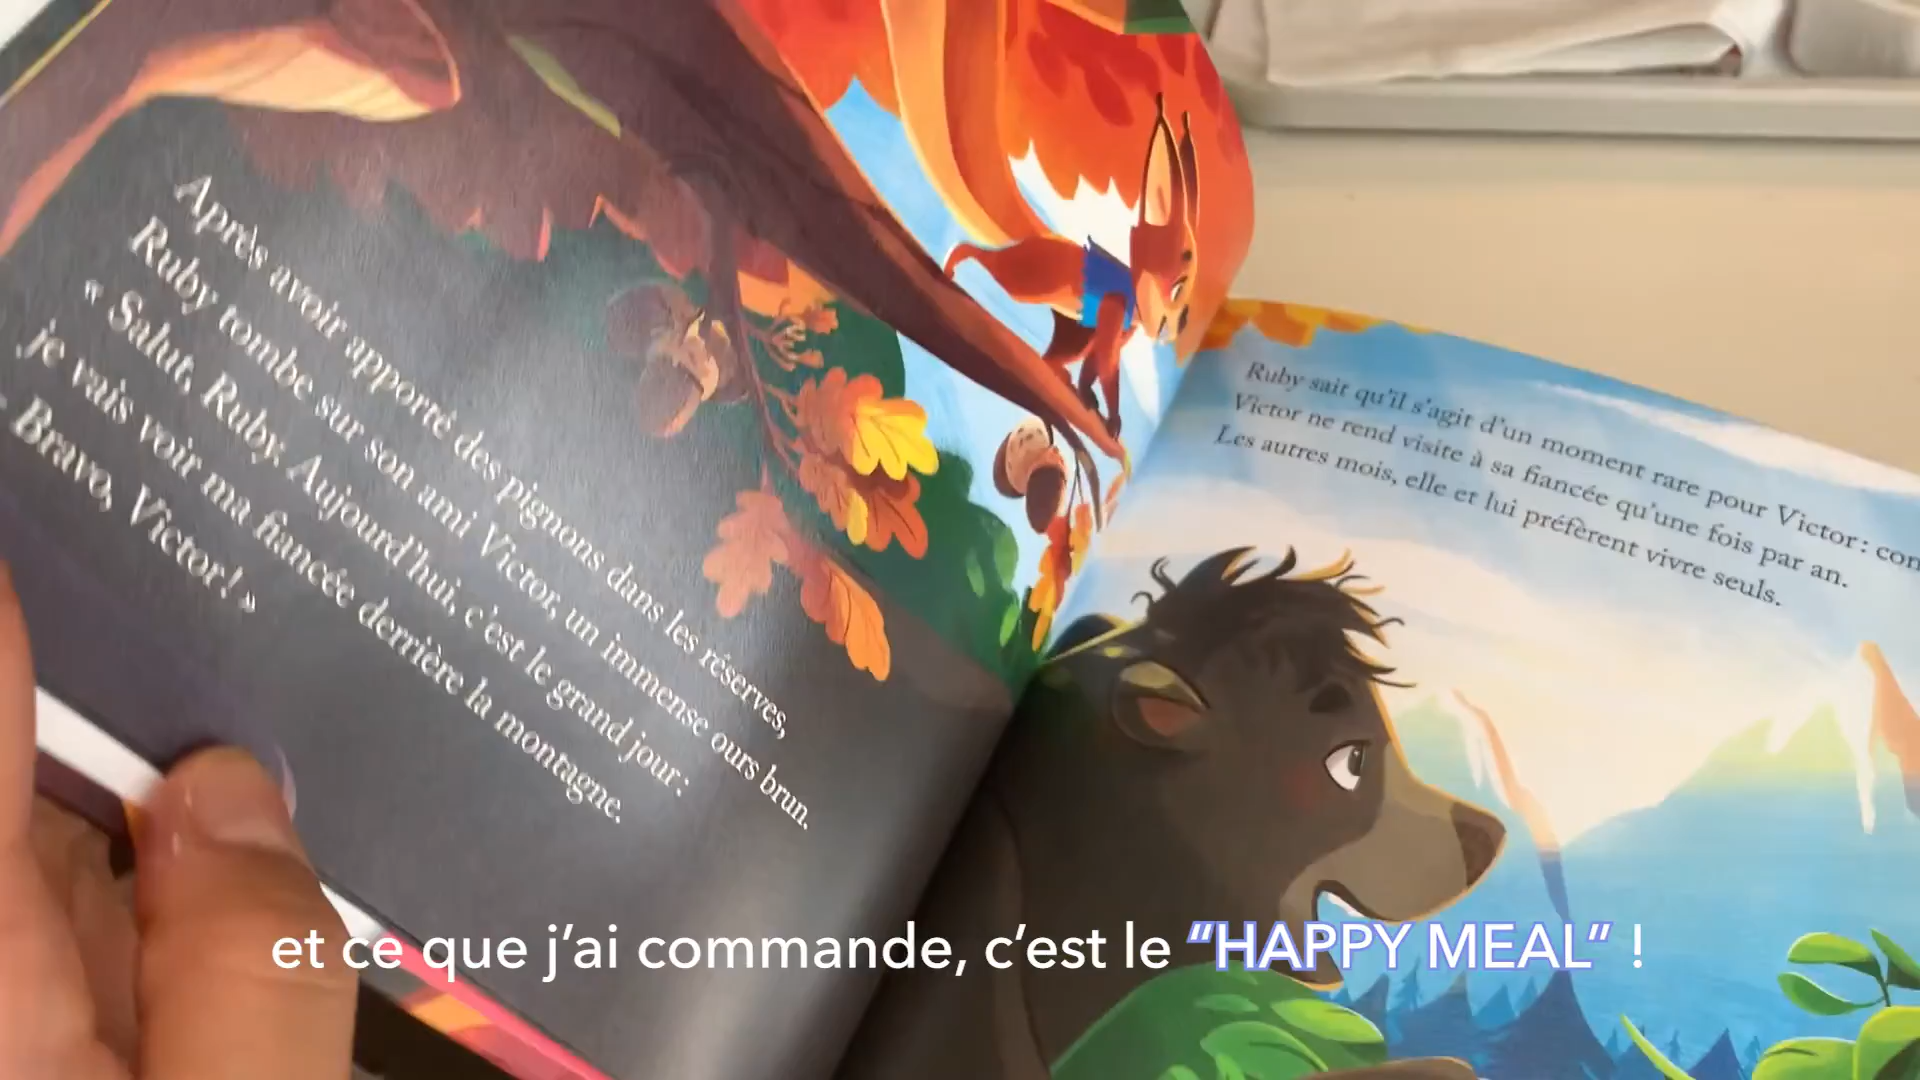 Après avoir apporté des pignons dans les réserves,
Ruby tombe sur son ami Victor, un immense ours brun.
« Salut, Ruby. Aujourd'hui, c'est le grand jour :
je vais voir ma fiancée derrière la montagne.
- Bravo, Victor! »
Ruby sait qu'il s'agit d'un moment rare pour Victor : com
Victor ne rend visite à sa fiancée qu'une fois par an.
Les autres mois, elle et lui préfèrent vivre seuls.
et ce que j'ai commande, c'est le "HAPPY MEAL" !